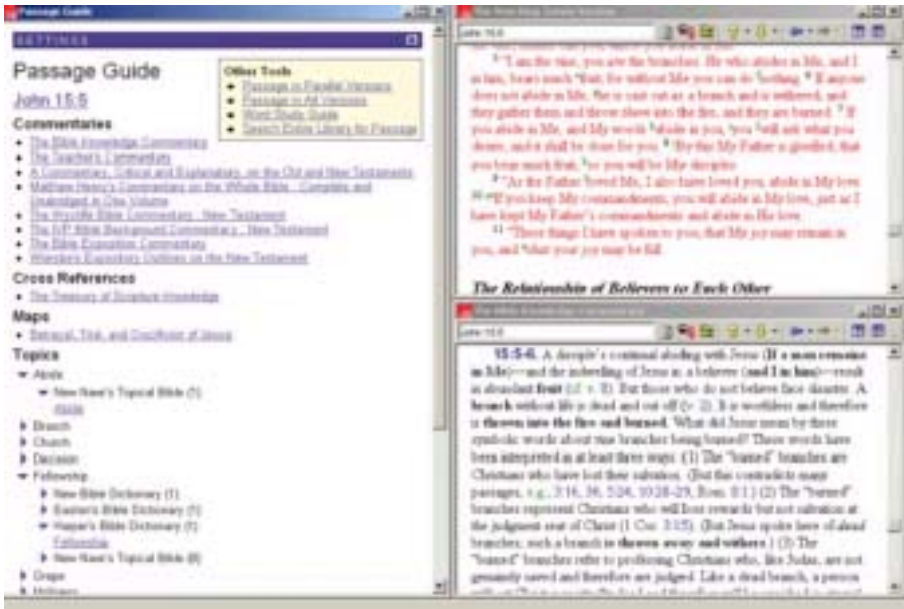 Passage Guide
SETTINGS
Passage Guide
John 15:5
Other Tools
Passage in Parallel Versions
Passage in All Versions
Word Study Guide
Search Entire Library for Passage
Commentaries
The Bible Knowledge Commentary
The Teacher's Commentary
A Commentary, Critical and Explanatory, on the Old and New Testaments
Matthew Henry's Commentary on the Whole Bible : Complete and
Unabridged in One Volume
The Wycliffe Bible Commentary : New Testament
The IVP Bible Background Commentary : New Testament
The Bible Exposition Commentary
Wiersbe's Expository Outlines on the New Testament
Cross References
The Treasury of Scripture Knowledge
Maps
Betrayal, Trial, and Crucifixion of Jesus
Topics
Abide
New Nave's Topical Bible (1)
Abide
Branch
Church
Decision
Fellowship
New Bible Dictionary (1)
Easton's Bible Dictionary (1)
Harper's Bible Dictionary (1)
Fellowship
New Nave's Topical Bible (8)
Grape
Holiness
John 15:5
5 "I am the vine, you are the branches. He who abides in Me, and I
in him, bears much fruit; for without Me you can do nothing. 6 If anyone
does not abide in Me, he is cast out as a branch and is withered; and
they gather them and throw them into the fire, and they are burned. 7 If
you abide in Me, and My words abide in you, you will ask what you
desire, and it shall be done for you. 8 By this My Father is glorified, that
you bear much fruit; so you will be My disciples.
9 "As the Father loved Me, I also have loved you; abide in My love.
10 If you keep My commandments, you will abide in My love, just as I
have kept My Father's commandments and abide in His love.
11 "These things I have spoken to you, that My joy may remain in
you, and that your joy may be full.
The Relationship of Believers to Each Other
The Bible Knowledge Commentary
John 15:5
15:5-6. A disciple's continual abiding with Jesus (If a man remains
in Me)—and the indwelling of Jesus in a believer (and I in him)—result
in abundant fruit (cf. v. 8). But those who do not believe face disaster. A
branch without life is dead and cut off (v. 2). It is worthless and therefore
is thrown into the fire and burned. What did Jesus mean by these
symbolic words about vine branches being burned? These words have
been interpreted in at least three ways: (1) The "burned" branches are
Christians who have lost their salvation. (But this contradicts many
passages, e.g., 3:16, 36; 5:24; 10:28-29; Rom. 8:1.) (2) The "burned"
branches represent Christians who will lose rewards but not salvation at
the judgment seat of Christ (1 Cor. 3:15). (But Jesus spoke here of dead
branches; such a branch is thrown away and withers.) (3) The
"burned" branches refer to professing Christians who, like Judas, are not
genuinely saved and therefore are judged. Like a dead branch, a person